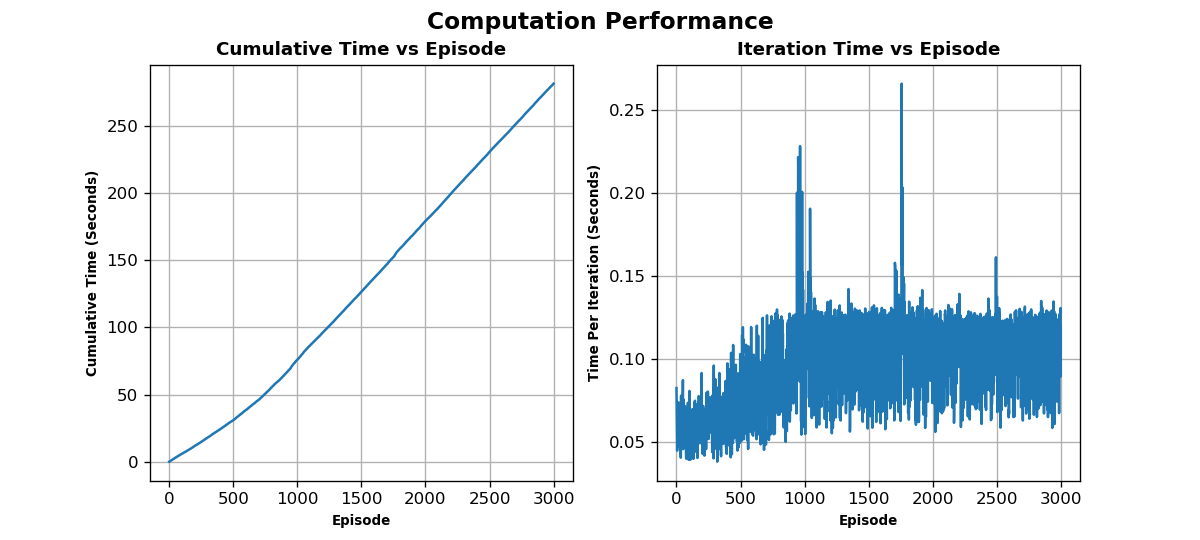 Computation Performance
Cumulative Time vs Episode
Cumulative Time (Seconds)
250
200
150
100
50
0
0 500 1000 1500 2000 2500 3000
Episode
Iteration Time vs Episode
Time Per Iteration (Seconds)
0.25
0.20
0.15
0.10
0.05
0 500 1000 1500 2000 2500 3000
Episode